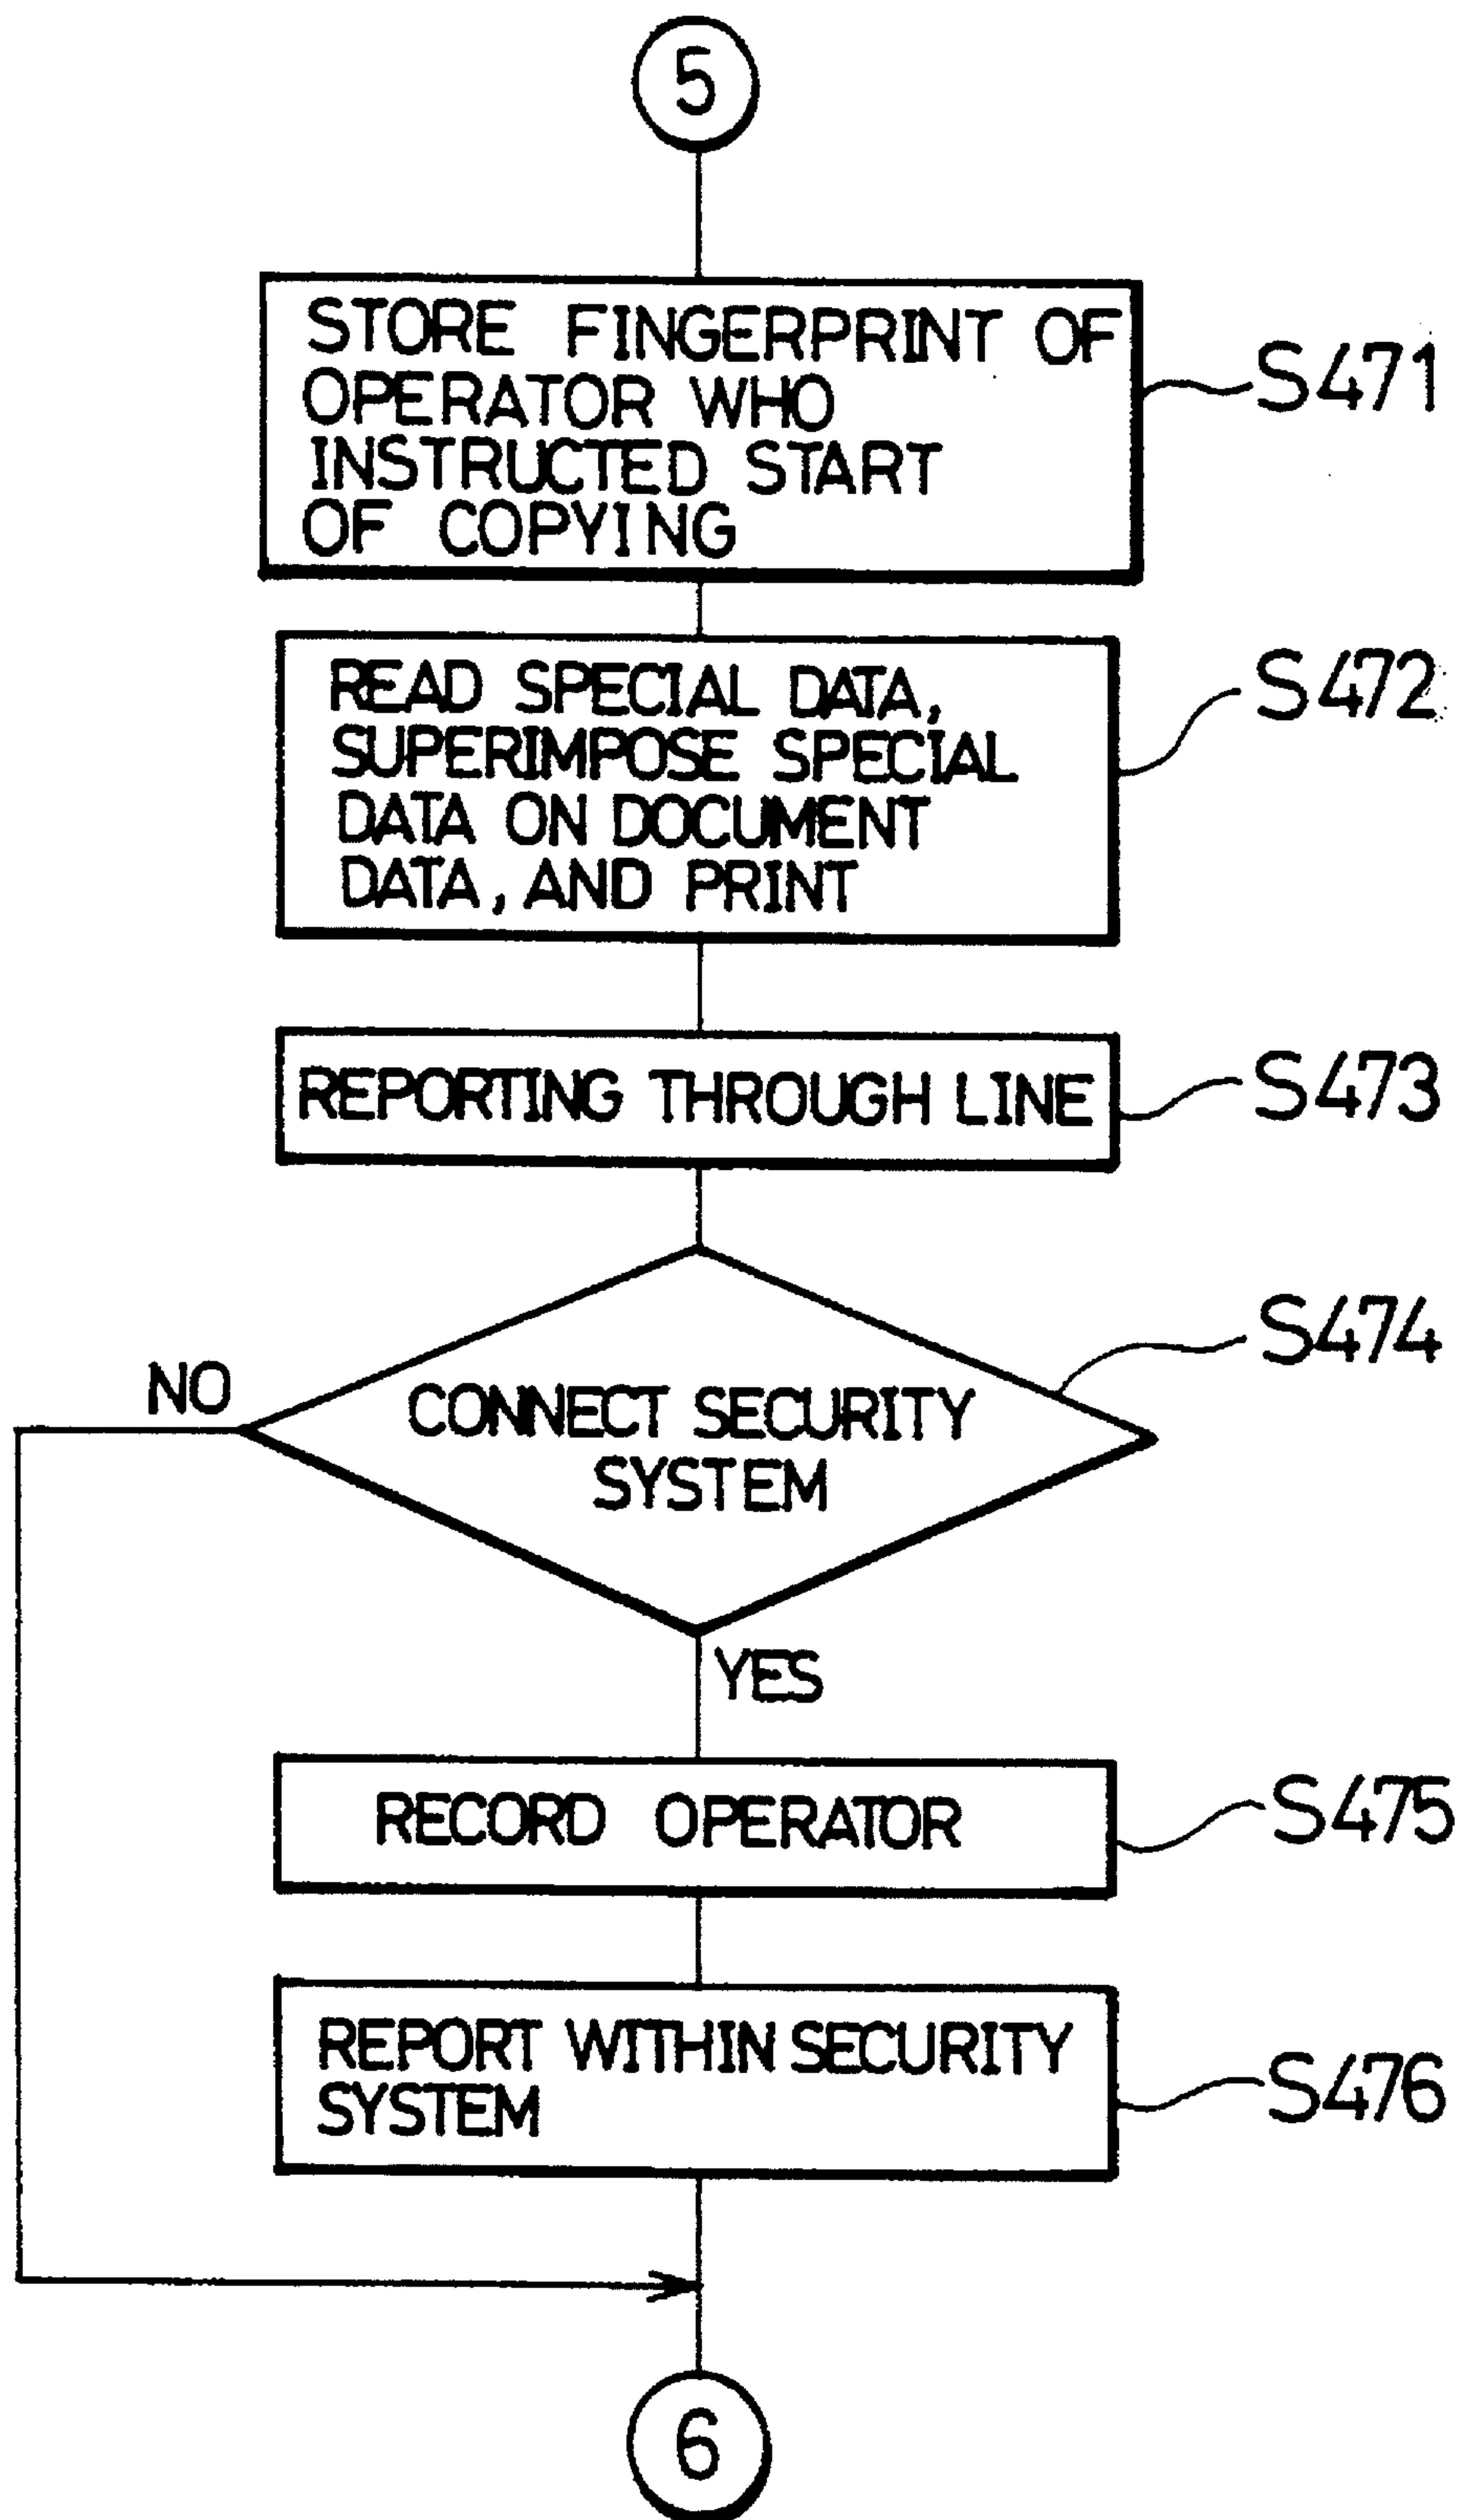 5
STORE FINGERPRINT OF
OPERATOR WHO
INSTRUCTED START
OF COPYING
S471
READ SPECIAL DATA,
SUPERIMPOSE SPECIAL
DATA ON DOCUMENT
DATA, AND PRINT
S472
REPORTING THROUGH LINE
S473
CONNECT SECURITY
SYSTEM
S474
NO
YES
RECORD OPERATOR
S475
REPORT WITHIN SECURITY
SYSTEM
S476
6